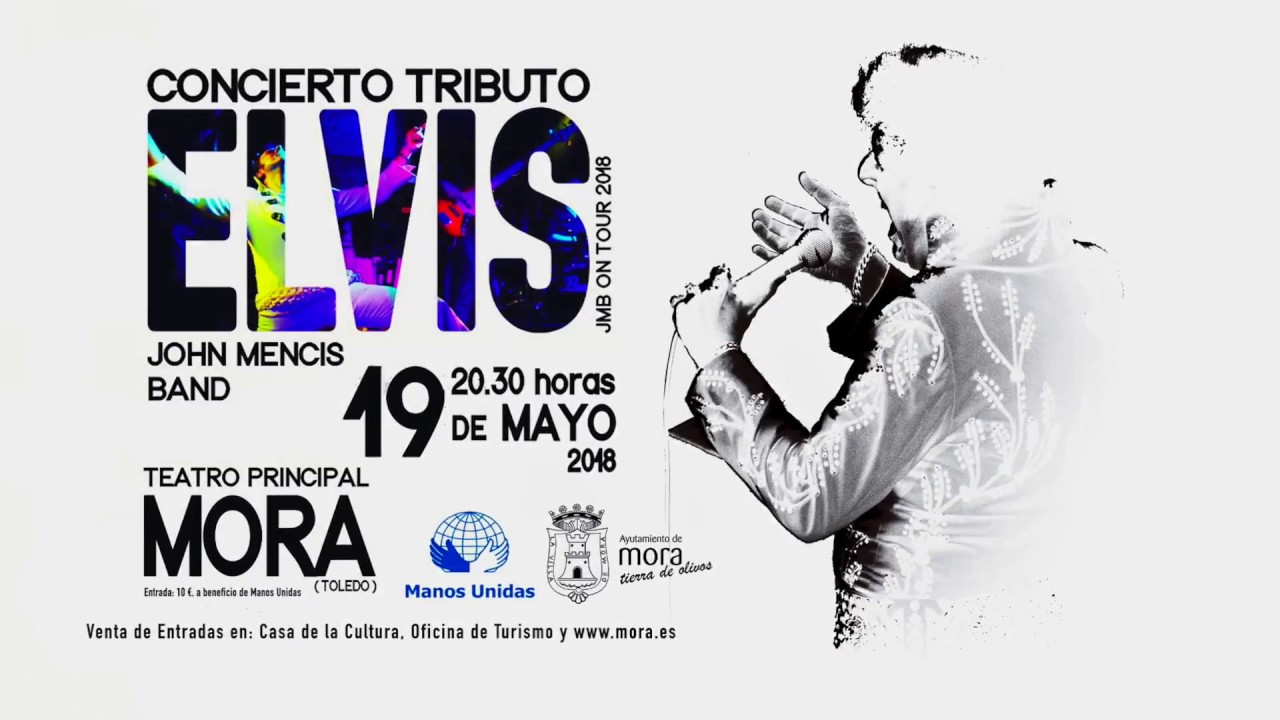 CONCIERTO TRIBUTO
ELVIS
JMB ON TOUR 2018
JOHN MENCIS
BAND
19
20.30 horas
DE MAYO
2018
TEATRO PRINCIPAL
MORA
(TOLEDO)
Entrada: 10 €, a beneficio de Manos Unidas
Manos Unidas
Ayuntamiento de
mora
tierra de olivos
Venta de Entradas en: Casa de la Cultura, Oficina de Turismo y www.mora.es